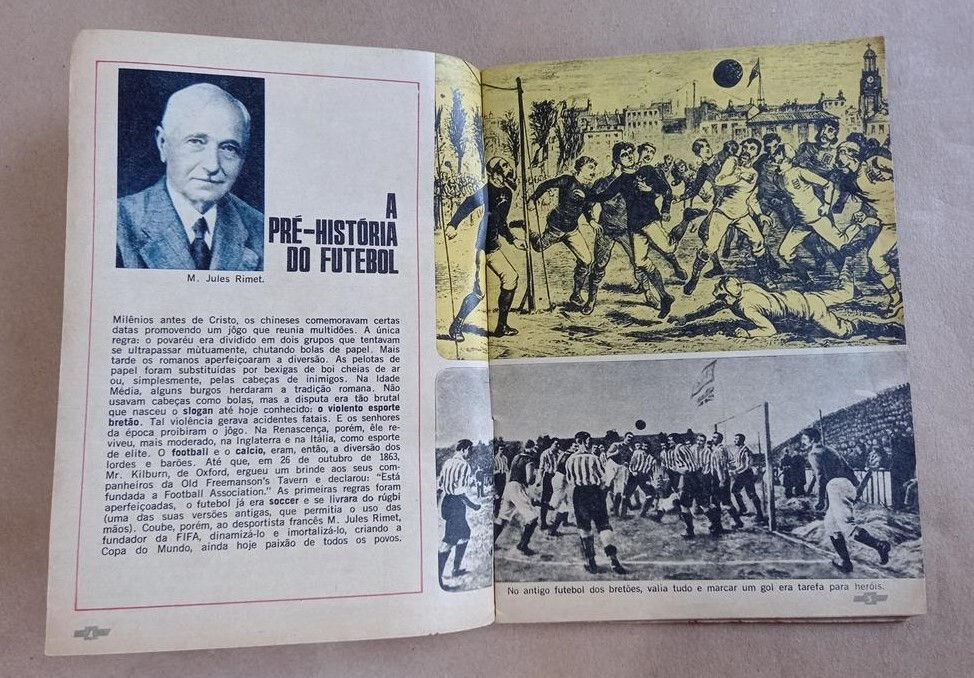 A
PRÉ-HISTÓRIA
DO FUTEBOL
M. Jules Rimet.
Milênios antes de Cristo, os chineses comemoravam certas
datas promovendo um jôgo que reunia multidões. A única
regra: o povaréu era dividido em dois grupos que tentavam
se ultrapassar mùtuamente, chutando bolas de papel. Mais
tarde os romanos aperfeiçoaram a diversão. As pelotas de
papel foram substituídas por bexigas de boi cheias de ar
ou, simplesmente, pelas cabeças de inimigos. Na Idade
Média, alguns burgos herdaram a tradição romana. Não
usavam cabeças como bolas, mas a disputa era tão brutal
que nasceu o slogan até hoje conhecido: o violento esporte
bretão. Tal violência gerava acidentes fatais. E os senhores
da época proibiram o jôgo. Na Renascença, porém, êle re-
viveu, mais moderado, na Inglaterra e na Itália, como esporte
de elite. O football e o calcio, eram, então, a diversão dos
lordes e barões. Até que, em 26 de outubro de 1863,
Mr. Kilburn, de Oxford, ergueu um brinde aos seus com-
panheiros da Old Freemanson's Tavern e declarou: "Está
fundada a Football Association." As primeiras regras foram
aperfeiçoadas, o futebol já era soccer e se livrara do rúgbi
(uma das suas versões antigas, que permitia o uso das
mãos). Coube, porém, ao desportista francês M. Jules Rimet,
fundador da FIFA, dinamizá-lo e imortalizá-lo, criando a
Copa do Mundo, ainda hoje paixão de todos os povos.
4
No antigo futebol dos bretões, valia tudo e marcar um gol era tarefa para heróis.
5